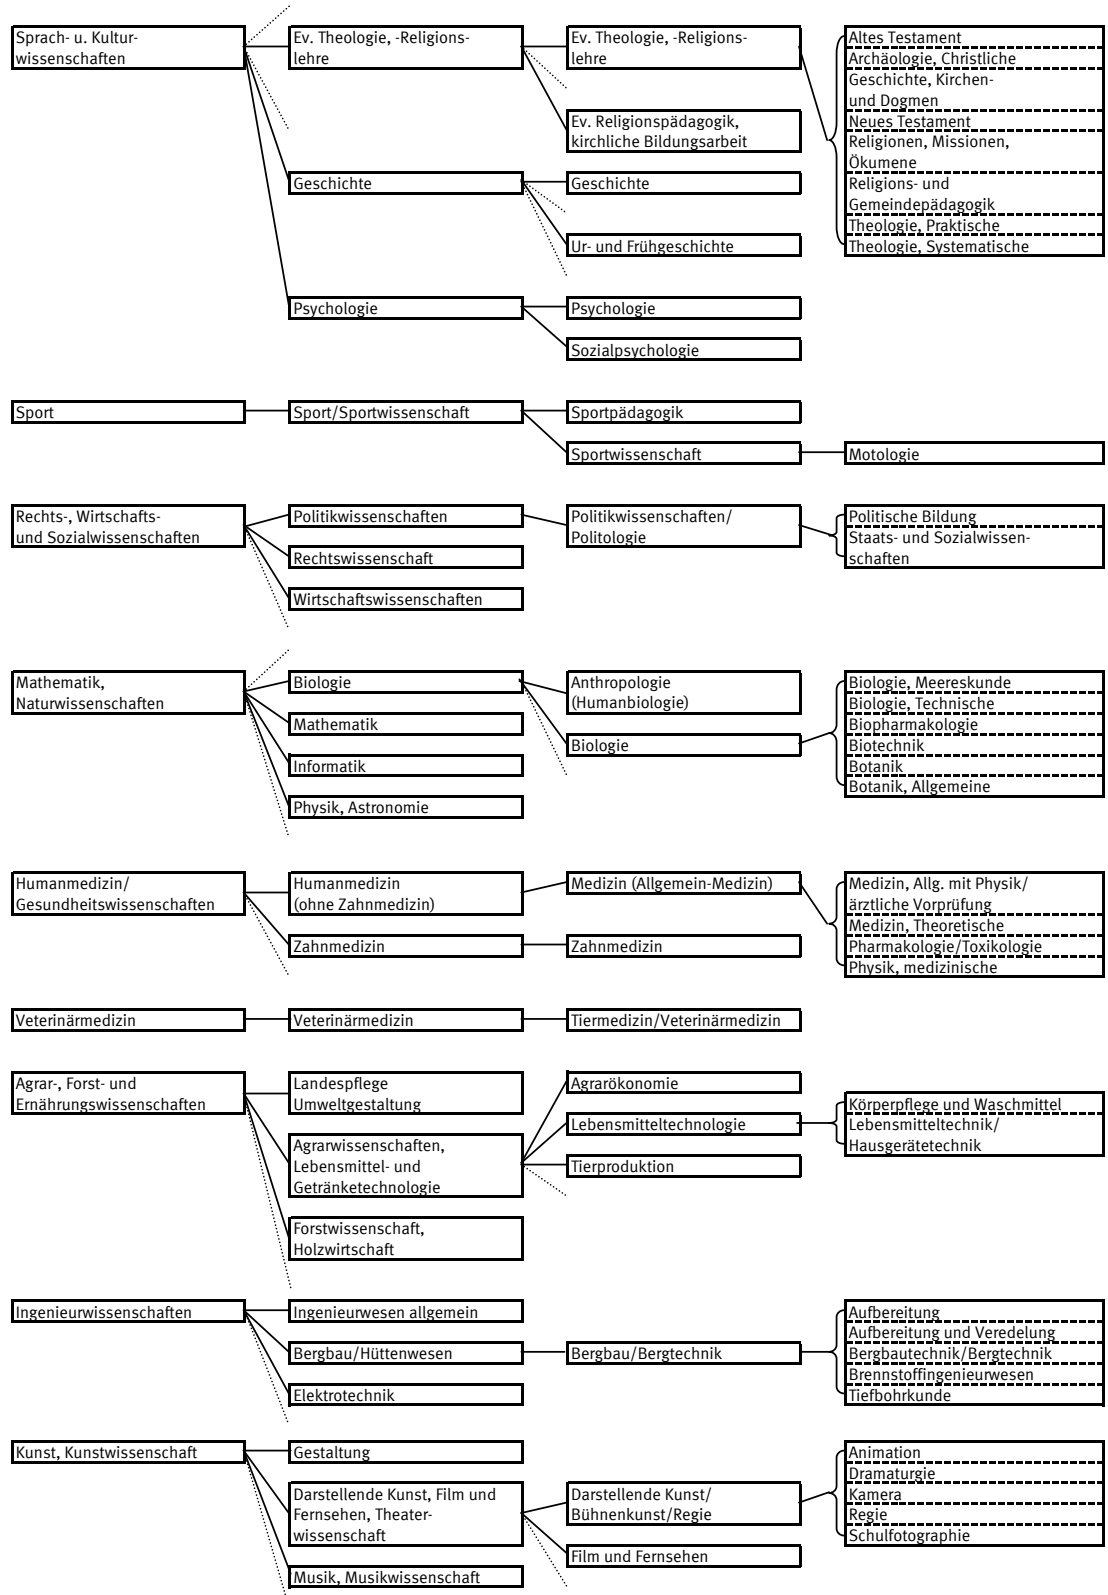 Sprach- u. Kultur-
wissenschaften
Ev. Theologie, -Religions-
lehre
Ev. Theologie, -Religions-
lehre
Altes Testament
Archäologie, Christliche
Geschichte, Kirchen-
und Dogmen
Neues Testament
Religionen, Missionen,
Ökumene
Religions- und
Gemeindepädagogik
Theologie, Praktische
Theologie, Systematische
Ev. Religionspädagogik,
kirchliche Bildungsarbeit
Geschichte
Geschichte
Ur- und Frühgeschichte
Psychologie
Psychologie
Sozialpsychologie
Sport
Sport/Sportwissenschaft
Sportpädagogik
Sportwissenschaft
Motologie
Rechts-, Wirtschafts-
und Sozialwissenschaften
Politikwissenschaften
Politikwissenschaften/
Politologie
Politische Bildung
Staats- und Sozialwissen-
schaften
Rechtswissenschaft
Wirtschaftswissenschaften
Mathematik,
Naturwissenschaften
Biologie
Anthropologie
(Humanbiologie)
Biologie
Biologie, Meereskunde
Biologie, Technische
Biopharmakologie
Biotechnik
Botanik
Botanik, Allgemeine
Mathematik
Informatik
Physik, Astronomie
Humanmedizin/
Gesundheitswissenschaften
Humanmedizin
(ohne Zahnmedizin)
Medizin (Allgemein-Medizin)
Medizin, Allg. mit Physik/
ärztliche Vorprüfung
Medizin, Theoretische
Pharmakologie/Toxikologie
Physik, medizinische
Zahnmedizin
Zahnmedizin
Veterinärmedizin
Veterinärmedizin
Tiermedizin/Veterinärmedizin
Agrar-, Forst- und
Ernährungswissenschaften
Landespflege
Umweltgestaltung
Agrarwissenschaften,
Lebensmittel- und
Getränketechnologie
Agrarökonomie
Lebensmitteltechnologie
Tierproduktion
Körperpflege und Waschmittel
Lebensmitteltechnik/
Hausgerätetechnik
Forstwissenschaft,
Holzwirtschaft
Ingenieurwissenschaften
Ingenieurwesen allgemein
Bergbau/Hüttenwesen
Bergbau/Bergtechnik
Aufbereitung
Aufbereitung und Veredelung
Bergbautechnik/Bergtechnik
Brennstoffingenieurwesen
Tiefbohrkunde
Elektrotechnik
Kunst, Kunstwissenschaft
Gestaltung
Darstellende Kunst, Film und
Fernsehen, Theater-
wissenschaft
Darstellende Kunst/
Bühnenkunst/Regie
Animation
Dramaturgie
Kamera
Regie
Schulfotographie
Film und Fernsehen
Musik, Musikwissenschaft